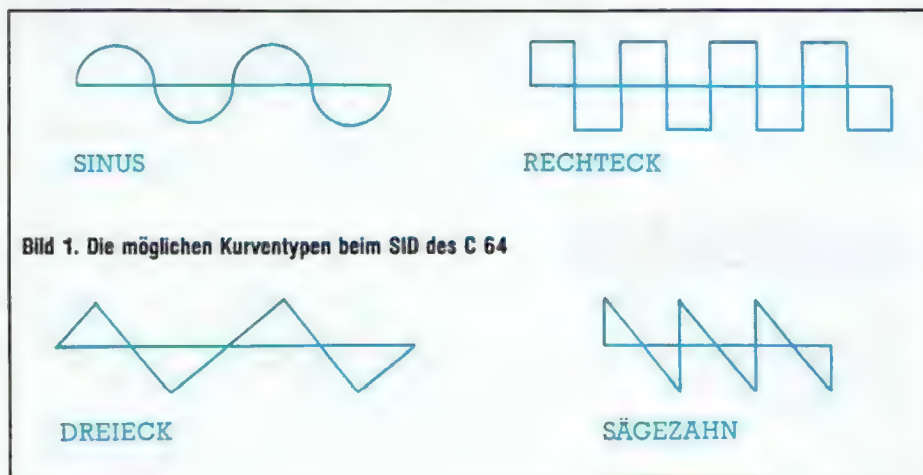 SINUS
RECHTECK
Bild 1. Die möglichen Kurventypen beim SID des C 64
DREIECK
SÄGEZAHN